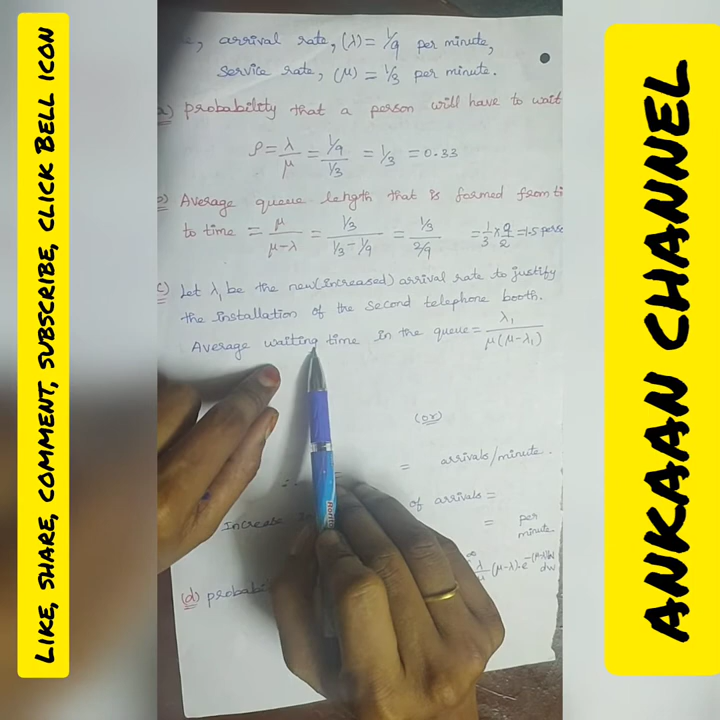 LIKE, SHARE, COMMENT, SUBSCRIBE, CLICK BELL ICON
arrival rate, (λ) = 1/9 per minute,
service rate, (μ) = 1/3 per minute.
probability that a person will have to wait
ρ = λ/μ = (1/9)/(1/3) = 1/3 = 0.33
Average queue length that is formed from
to time = μ/(μ-λ) = (1/3)/(1/3 - 1/9) = (1/3)/(2/9) = 1/3 × 9/2 = 1.5
(c) Let λ₁ be the new (increased) arrival rate to justify
the installation of the second telephone booth.
Average waiting time in the queue = λ₁/(μ(μ-λ₁))
(or)
= arrivals/minute.
of arrivals =
Increase
= per
minute
λ/μ (μ-λ)·e dw
(d)
ANKAAN CHANNEL